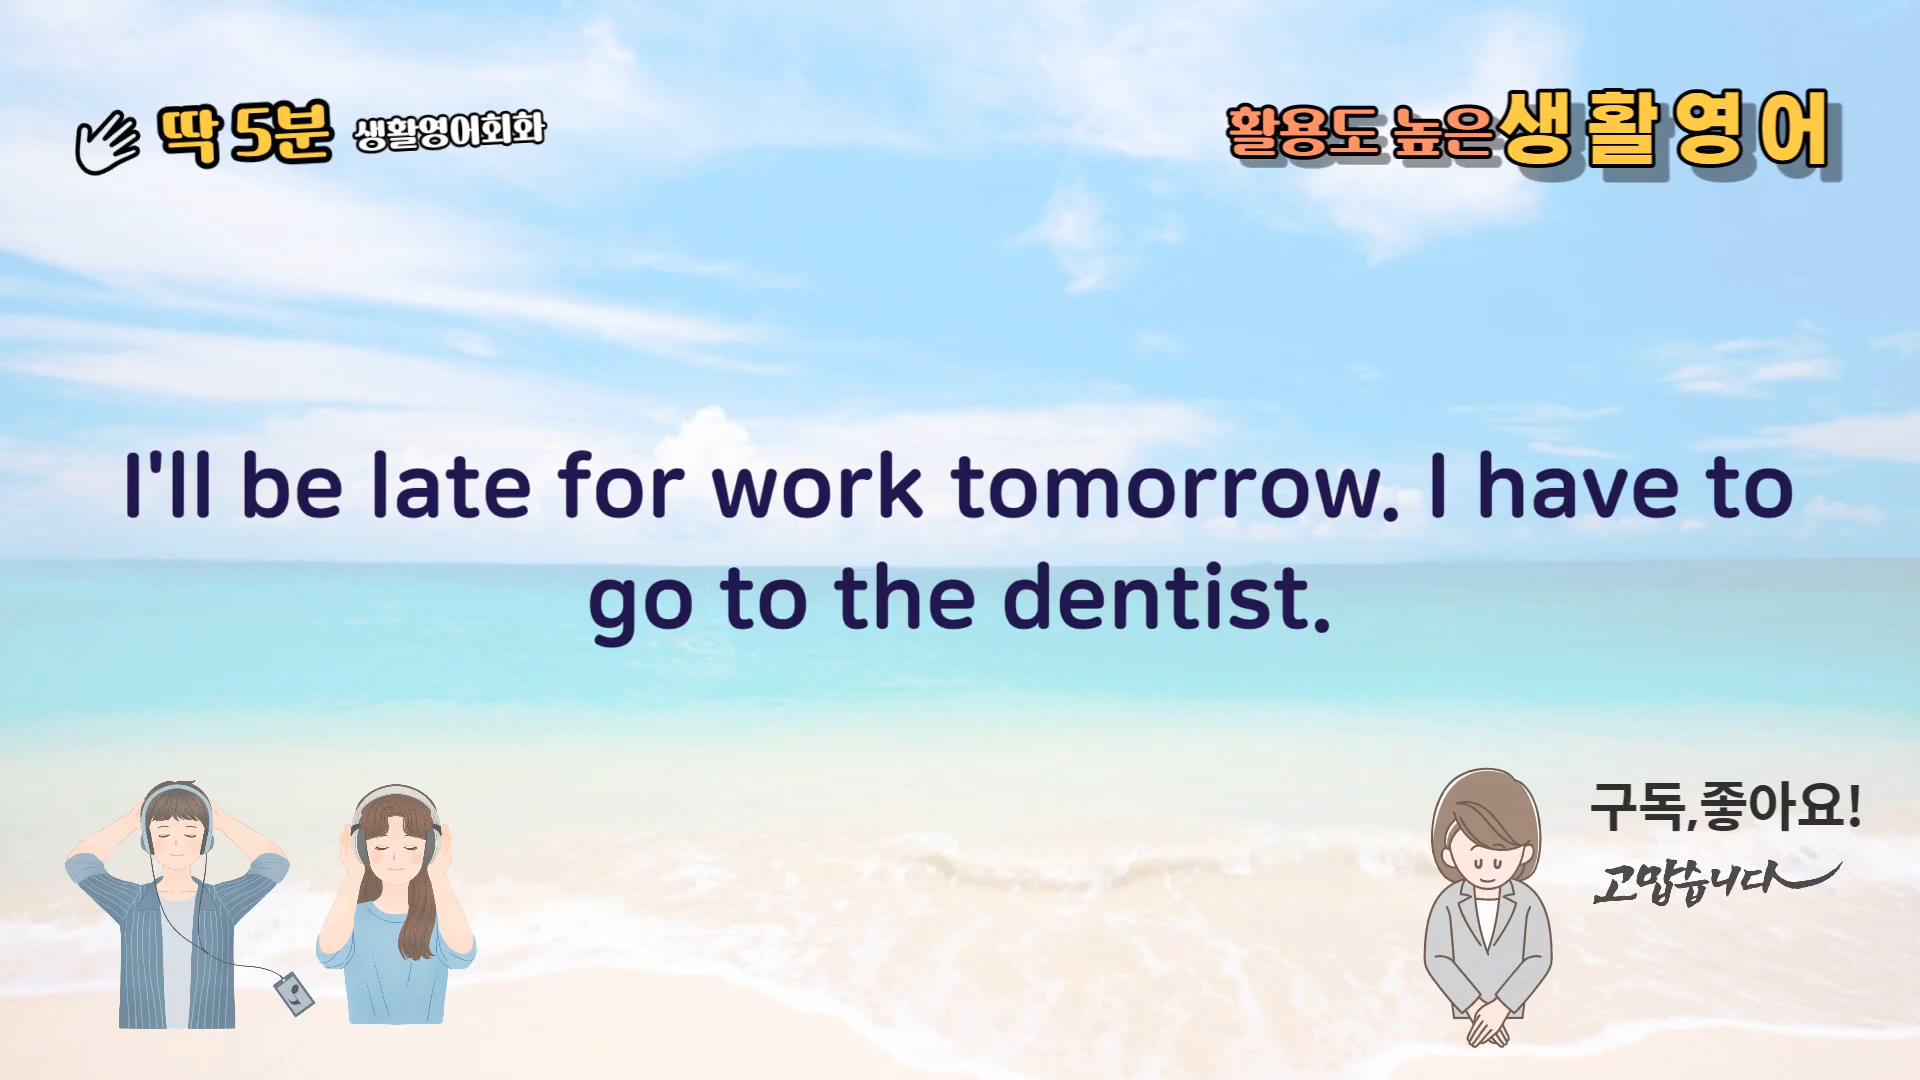 딱 5분 생활영어회화
활용도 높은생활영어
I'll be late for work tomorrow. I have to
go to the dentist.
구독,좋아요!
고맙습니다